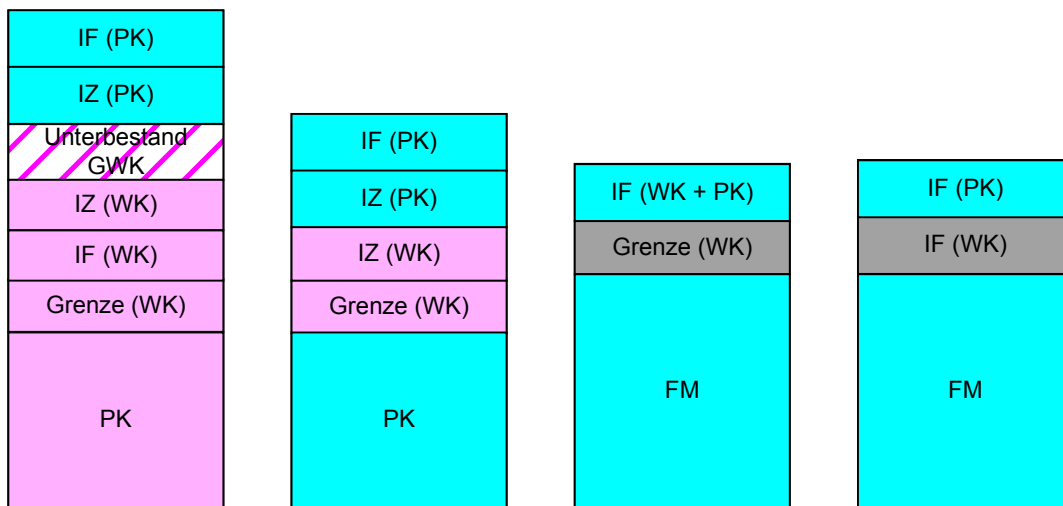 IF (PK)
IZ (PK)
Unterbestand
GWK
IZ (WK)
IF (WK)
Grenze (WK)
PK
IF (PK)
IZ (PK)
IZ (WK)
Grenze (WK)
PK
IF (WK + PK)
Grenze (WK)
FM
IF (PK)
IF (WK)
FM